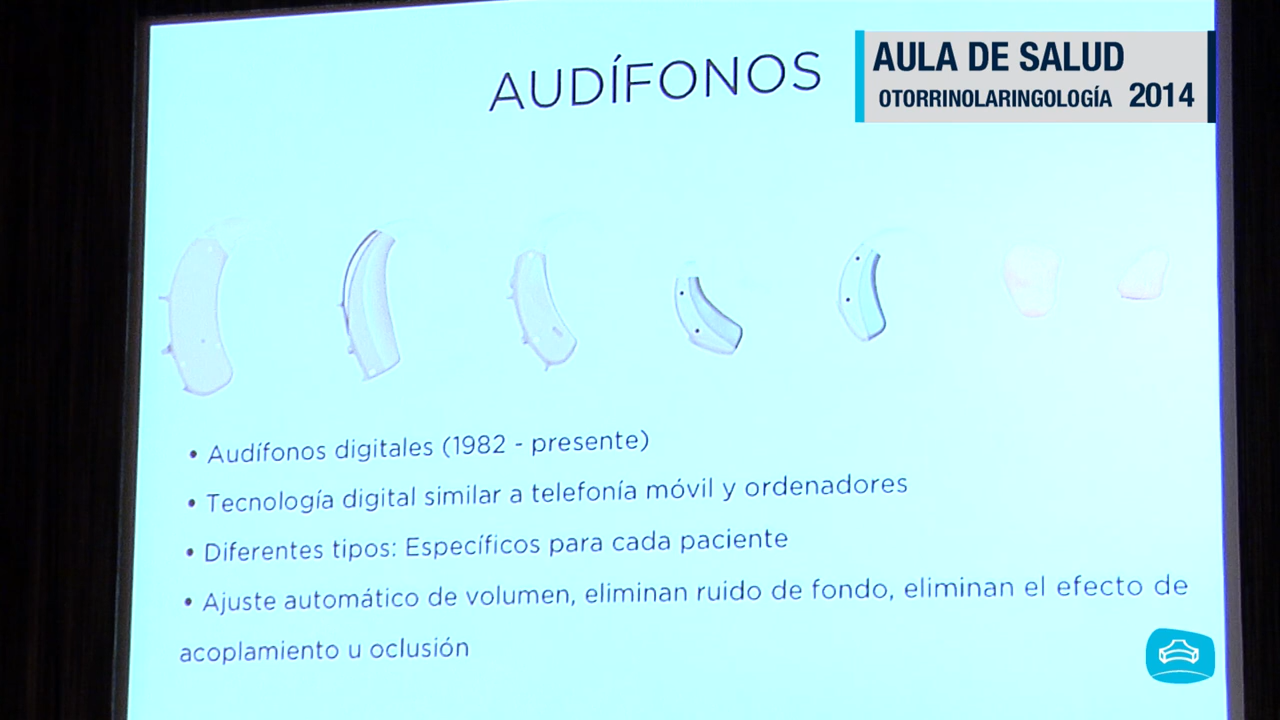 AUDÍFONOS
AULA DE SALUD
OTORRINOLARINGOLOGÍA 2014
• Audífonos digitales (1982 - presente)
• Tecnología digital similar a telefonía móvil y ordenadores
• Diferentes tipos: Específicos para cada paciente
• Ajuste automático de volumen, eliminan ruido de fondo, eliminan el efecto de
acoplamiento u oclusión